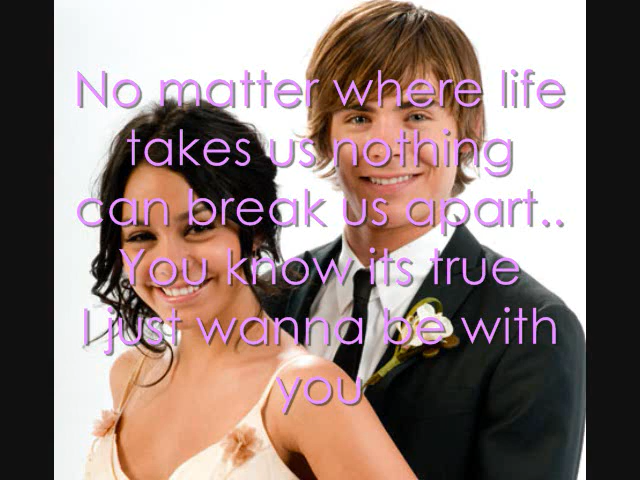 No matter where life
takes us nothing
can break us apart..
You know its true
I just wanna be with
you